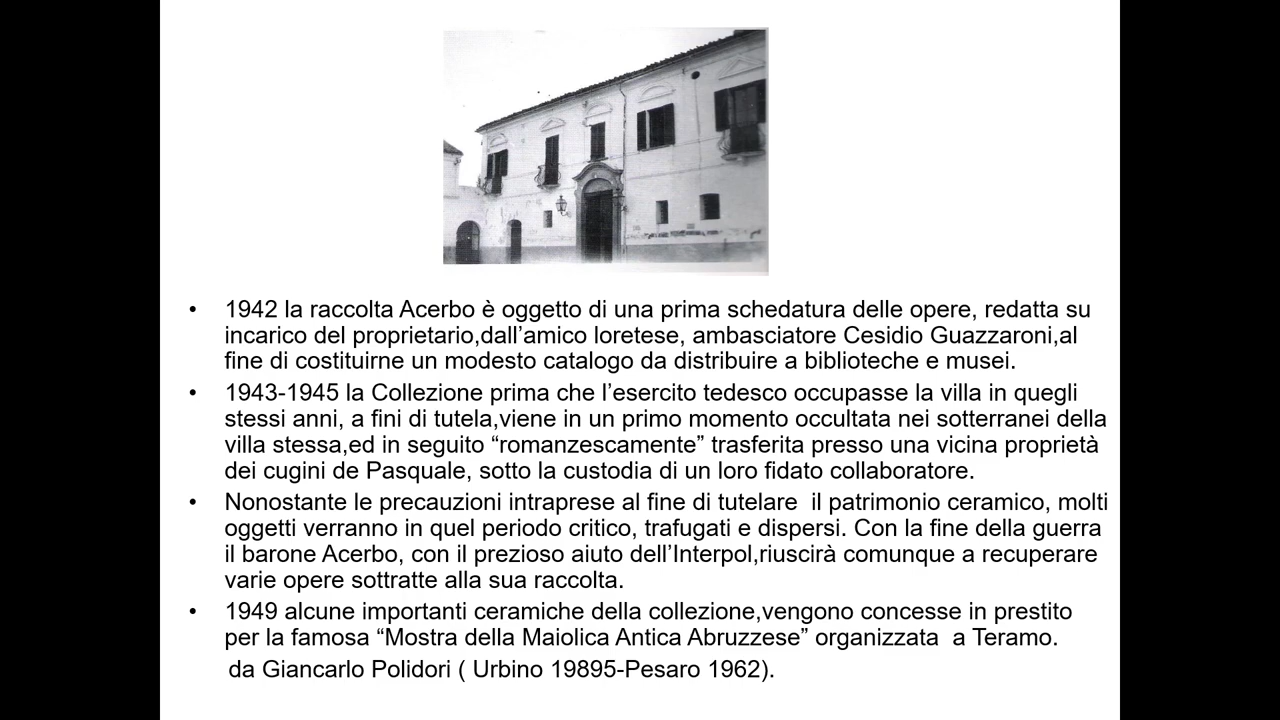 • 1942 la raccolta Acerbo è oggetto di una prima schedatura delle opere, redatta su
incarico del proprietario,dall’amico loretese, ambasciatore Cesidio Guazzaroni,al
fine di costituirne un modesto catalogo da distribuire a biblioteche e musei.
• 1943-1945 la Collezione prima che l’esercito tedesco occupasse la villa in quegli
stessi anni, a fini di tutela,viene in un primo momento occultata nei sotterranei della
villa stessa,ed in seguito “romanzescamente” trasferita presso una vicina proprietà
dei cugini de Pasquale, sotto la custodia di un loro fidato collaboratore.
• Nonostante le precauzioni intraprese al fine di tutelare  il patrimonio ceramico, molti
oggetti verranno in quel periodo critico, trafugati e dispersi. Con la fine della guerra
il barone Acerbo, con il prezioso aiuto dell’Interpol,riuscirà comunque a recuperare
varie opere sottratte alla sua raccolta.
• 1949 alcune importanti ceramiche della collezione,vengono concesse in prestito
per la famosa “Mostra della Maiolica Antica Abruzzese” organizzata  a Teramo.
da Giancarlo Polidori ( Urbino 19895-Pesaro 1962).